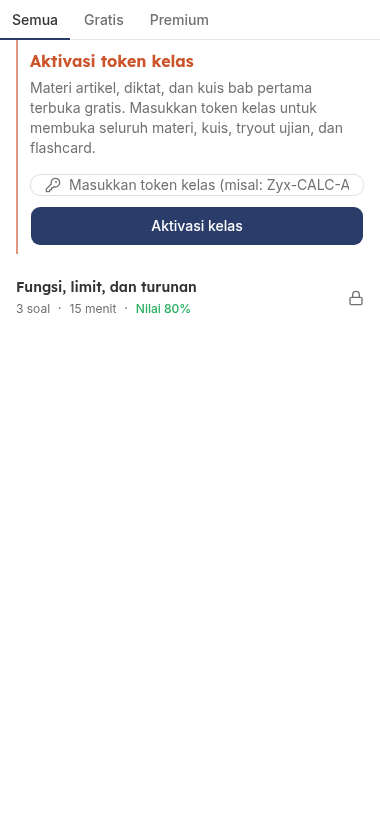 Semua Gratis Premium
Aktivasi token kelas
Materi artikel, diktat, dan kuis bab pertama
terbuka gratis. Masukkan token kelas untuk
membuka seluruh materi, kuis, tryout ujian, dan
flashcard.
Masukkan token kelas (misal: Zyx-CALC-A
Aktivasi kelas
Fungsi, limit, dan turunan
3 soal · 15 menit · Nilai 80%